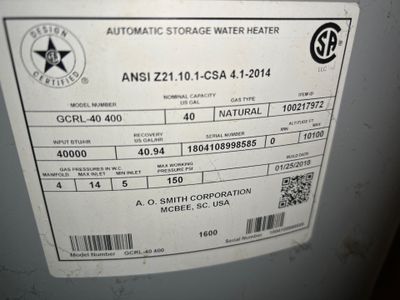 DESIGN
CERTIFIED
AUTOMATIC STORAGE WATER HEATER
SA
LLC
ANSI Z21.10.1-CSA 4.1-2014
MODEL NUMBER
NOMINAL CAPACITY
US GAL
GAS TYPE
ITEM ID
GCRL-40 400
40
NATURAL
100217972
INPUT BTU/HR
RECOVERY
US GAL/HR
SERIAL NUMBER
ALTITUDE FT
MIN
MAX
40000
40.94
1804108998585
0
10100
GAS PRESSURES IN W.C.
MANIFOLD
MAX INLET
MIN INLET
MAX WORKING
PRESSURE PSI
BUILD DATE
4
14
5
150
01/25/2018
A. O. SMITH CORPORATION
MCBEE, SC. USA
1600
Model Number GCRL-40 400
Serial Number 1804108998585